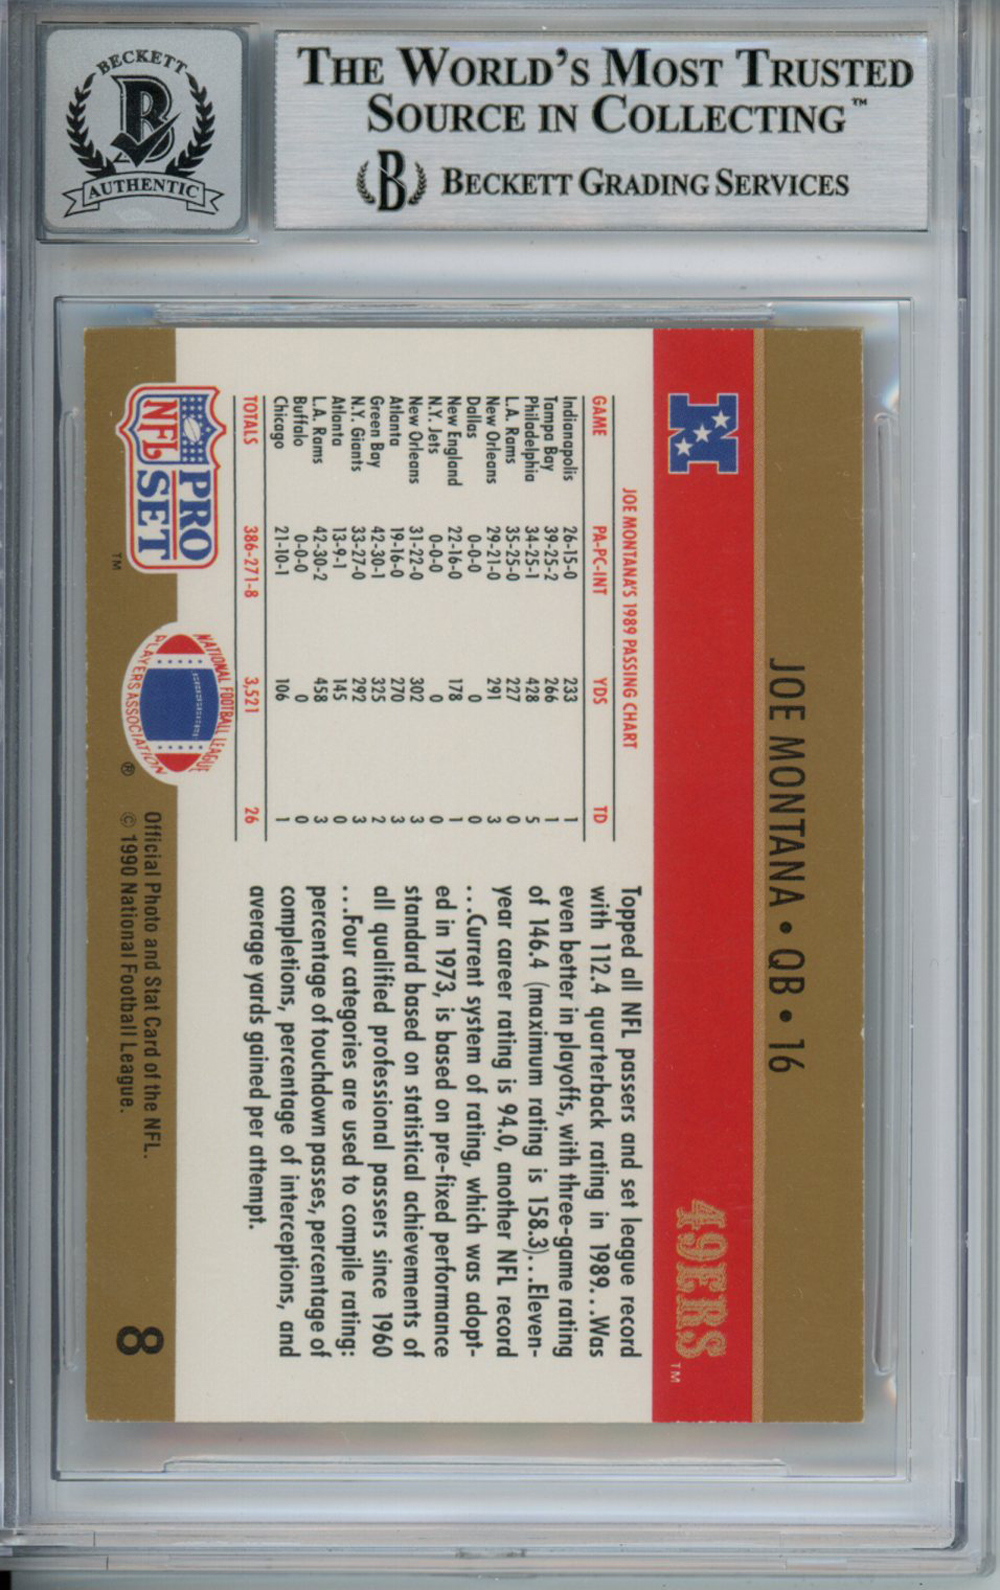 BECKETT
B
AUTHENTIC
THE WORLD'S MOST TRUSTED
SOURCE IN COLLECTING™
B BECKETT GRADING SERVICES
JOE MONTANA • QB • 16
N
49ERS™
JOE MONTANA'S 1989 PASSING CHART
GAME PA-PC-INT YDS TD
Indianapolis 26-15-0 233 1
Tampa Bay 39-25-2 266 1
Philadelphia 34-25-1 428 5
L.A. Rams 35-25-0 227 0
New Orleans 29-21-0 291 3
Dallas 0-0-0 0 0
New England 22-16-0 178 1
N.Y. Jets 0-0-0 0 0
New Orleans 31-22-0 302 3
Atlanta 19-16-0 270 3
Green Bay 42-30-1 325 2
N.Y. Giants 33-27-0 292 3
Atlanta 13-9-1 145 0
L.A. Rams 42-30-2 458 3
Buffalo 0-0-0 0 0
Chicago 21-10-1 106 1
TOTALS 386-271-8 3,521 26
Topped all NFL passers and set league record
with 112.4 quarterback rating in 1989...Was
even better in playoffs, with three-game rating
of 146.4 (maximum rating is 158.3)...Eleven-
year career rating is 94.0, another NFL record
...Current system of rating, which was adopt-
ed in 1973, is based on pre-fixed performance
standard based on statistical achievements of
all qualified professional passers since 1960
...Four categories are used to compile rating:
percentage of touchdown passes, percentage of
completions, percentage of interceptions, and
average yards gained per attempt.
PRO
NFL SET
™
NATIONAL FOOTBALL LEAGUE
PLAYERS ASSOCIATION
®
Official Photo and Stat Card of the NFL.
© 1990 National Football League.
8